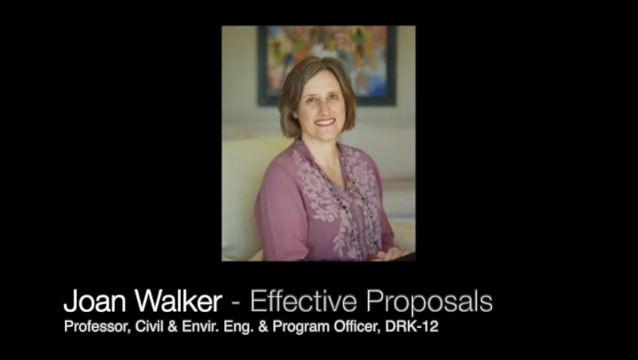 Joan Walker - Effective Proposals
Professor, Civil & Envir. Eng. & Program Officer, DRK-12